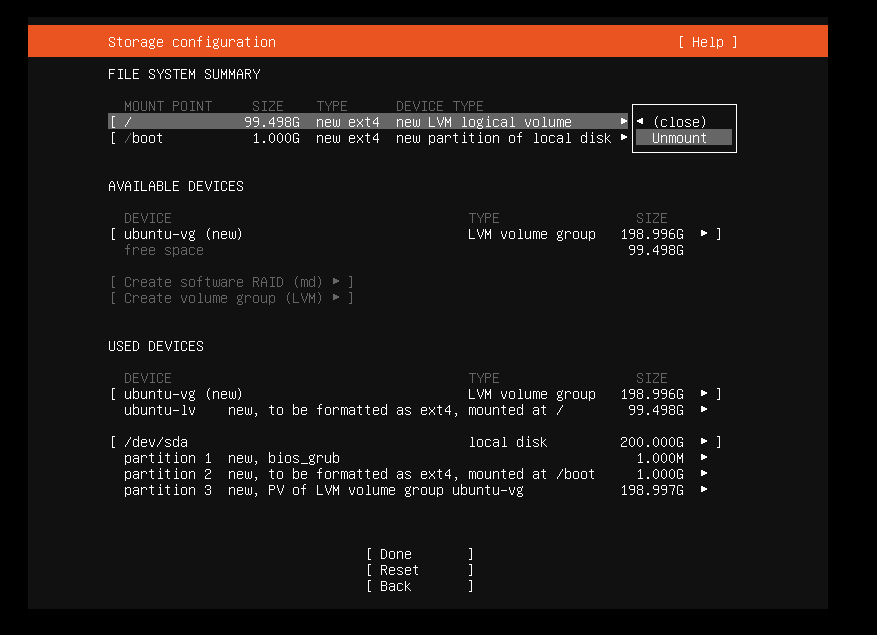 Storage configuration [ Help ]
FILE SYSTEM SUMMARY
MOUNT POINT SIZE TYPE DEVICE TYPE
[ / 99.498G new ext4 new LVM logical volume ▸ ◂ (close)
[ /boot 1.000G new ext4 new partition of local disk ▸ Unmount
AVAILABLE DEVICES
DEVICE TYPE SIZE
[ ubuntu-vg (new) LVM volume group 198.996G ▸ ]
free space 99.498G
[ Create software RAID (md) ▸ ]
[ Create volume group (LVM) ▸ ]
USED DEVICES
DEVICE TYPE SIZE
[ ubuntu-vg (new) LVM volume group 198.996G ▸ ]
ubuntu-lv new, to be formatted as ext4, mounted at / 99.498G ▸
[ /dev/sda local disk 200.000G ▸ ]
partition 1 new, bios_grub 1.000M ▸
partition 2 new, to be formatted as ext4, mounted at /boot 1.000G ▸
partition 3 new, PV of LVM volume group ubuntu-vg 198.997G ▸
[ Done ]
[ Reset ]
[ Back ]